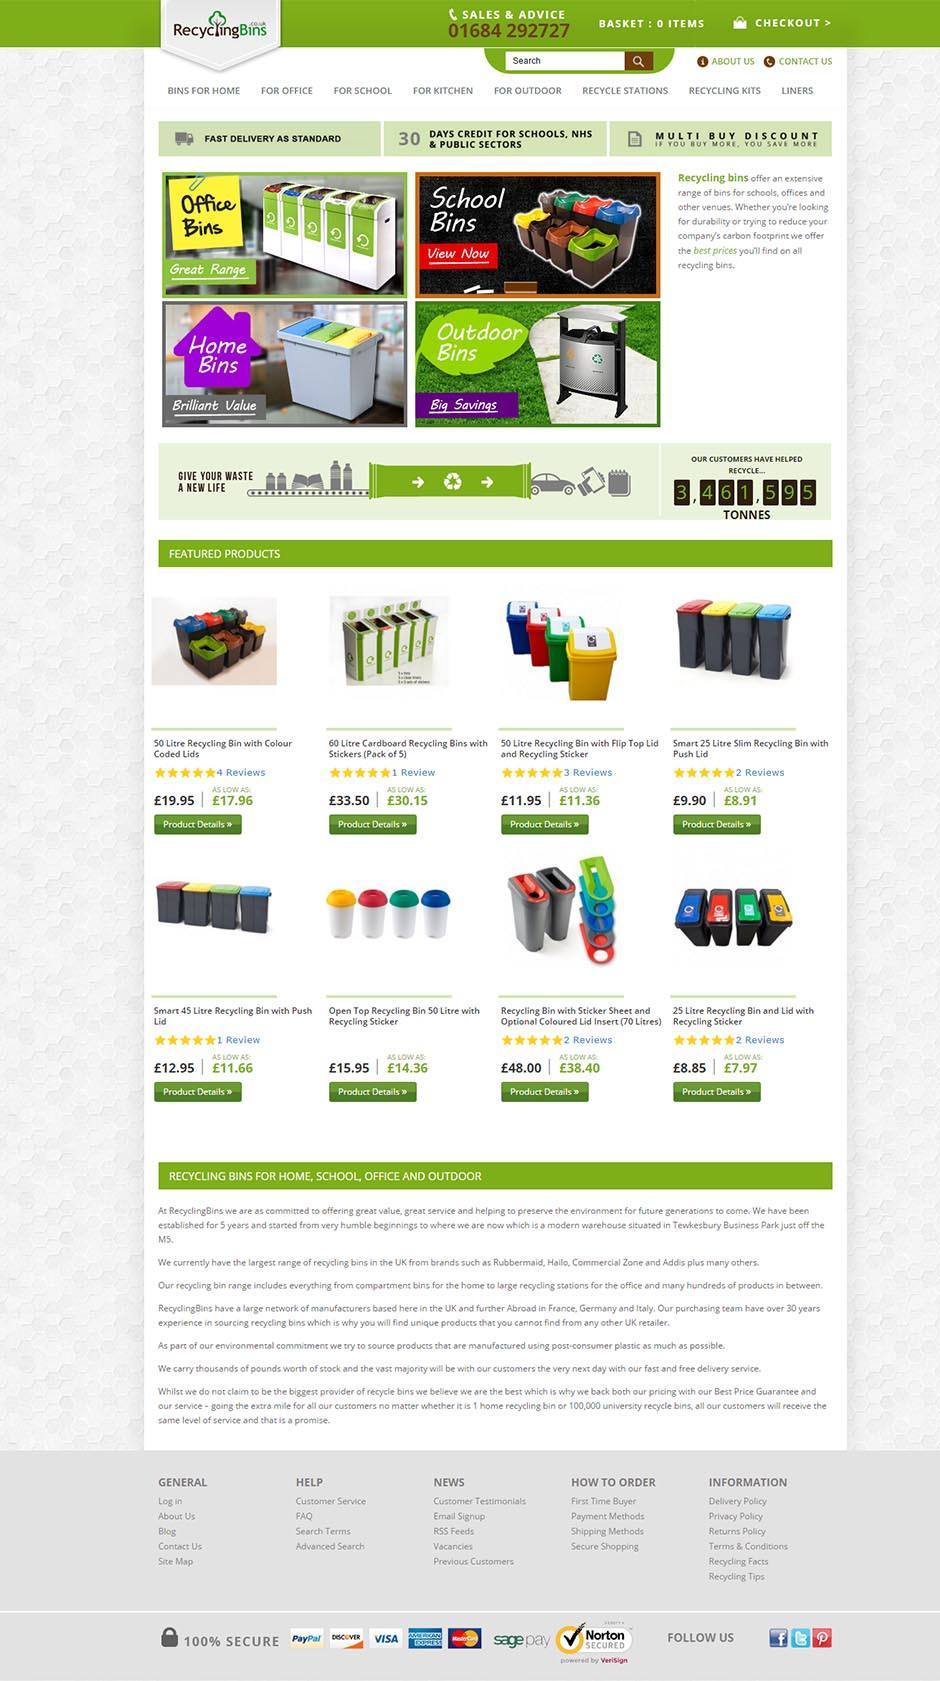 RecyclingBins.co.uk
SALES & ADVICE
01684 292727
BASKET : 0 ITEMS
CHECKOUT >
Search
ABOUT US
CONTACT US
BINS FOR HOME
FOR OFFICE
FOR SCHOOL
FOR KITCHEN
FOR OUTDOOR
RECYCLE STATIONS
RECYCLING KITS
LINERS
FAST DELIVERY AS STANDARD
30 DAYS CREDIT FOR SCHOOLS, NHS
& PUBLIC SECTORS
MULTI BUY DISCOUNT
IF YOU BUY MORE, YOU SAVE MORE
Office
Bins
Great Range
School
Bins
View Now
Home
Bins
Brilliant Value
Outdoor
Bins
Big Savings
Recycling bins offer an extensive
range of bins for schools, offices and
other venues. Whether you're looking
for durability or trying to reduce your
company's carbon footprint we offer
the best prices you'll find on all
recycling bins.
GIVE YOUR WASTE
A NEW LIFE
OUR CUSTOMERS HAVE HELPED
RECYCLE...
3,461,595
TONNES
FEATURED PRODUCTS
50 Litre Recycling Bin with Colour
Coded Lids
4 Reviews
AS LOW AS:
£19.95 | £17.96
Product Details »
60 Litre Cardboard Recycling Bins with
Stickers (Pack of 5)
1 Review
AS LOW AS:
£33.50 | £30.15
Product Details »
50 Litre Recycling Bin with Flip Top Lid
and Recycling Sticker
3 Reviews
AS LOW AS:
£11.95 | £11.36
Product Details »
Smart 25 Litre Slim Recycling Bin with
Push Lid
2 Reviews
AS LOW AS:
£9.90 | £8.91
Product Details »
Smart 45 Litre Recycling Bin with Push
Lid
1 Review
AS LOW AS:
£12.95 | £11.66
Product Details »
Open Top Recycling Bin 50 Litre with
Recycling Sticker
AS LOW AS:
£15.95 | £14.36
Product Details »
Recycling Bin with Sticker Sheet and
Optional Coloured Lid Insert (70 Litres)
2 Reviews
AS LOW AS:
£48.00 | £38.40
Product Details »
25 Litre Recycling Bin and Lid with
Recycling Sticker
2 Reviews
AS LOW AS:
£8.85 | £7.97
Product Details »
RECYCLING BINS FOR HOME, SCHOOL, OFFICE AND OUTDOOR
At RecyclingBins we are as committed to offering great value, great service and helping to preserve the environment for future generations to come. We have been
established for 5 years and started from very humble beginnings to where we are now which is a modern warehouse situated in Tewkesbury Business Park just off the
M5.
We currently have the largest range of recycling bins in the UK from brands such as Rubbermaid, Hailo, Commercial Zone and Addis plus many others.
Our recycling bin range includes everything from compartment bins for the home to large recycling stations for the office and many hundreds of products in between.
RecyclingBins have a large network of manufacturers based here in the UK and further Abroad in France, Germany and Italy. Our purchasing team have over 30 years
experience in sourcing recycling bins which is why you will find unique products that you cannot find from any other UK retailer.
As part of our environmental commitment we try to source products that are manufactured using post-consumer plastic as much as possible.
We carry thousands of pounds worth of stock and the vast majority will be with our customers the very next day with our fast and free delivery service.
Whilst we do not claim to be the biggest provider of recycle bins we believe we are the best which is why we back both our pricing with our Best Price Guarantee and
our service – going the extra mile for all our customers no matter whether it is 1 home recycling bin or 100,000 university recycle bins, all our customers will receive the
same level of service and that is a promise.
GENERAL
Log in
About Us
Blog
Contact Us
Site Map
HELP
Customer Service
FAQ
Search Terms
Advanced Search
NEWS
Customer Testimonials
Email Signup
RSS Feeds
Vacancies
Previous Customers
HOW TO ORDER
First Time Buyer
Payment Methods
Shipping Methods
Secure Shopping
INFORMATION
Delivery Policy
Privacy Policy
Returns Policy
Terms & Conditions
Recycling Facts
Recycling Tips
100% SECURE
PayPal
DISCOVER
VISA
AMERICAN
EXPRESS
MasterCard
sage pay
Norton
SECURED
powered by VeriSign
FOLLOW US